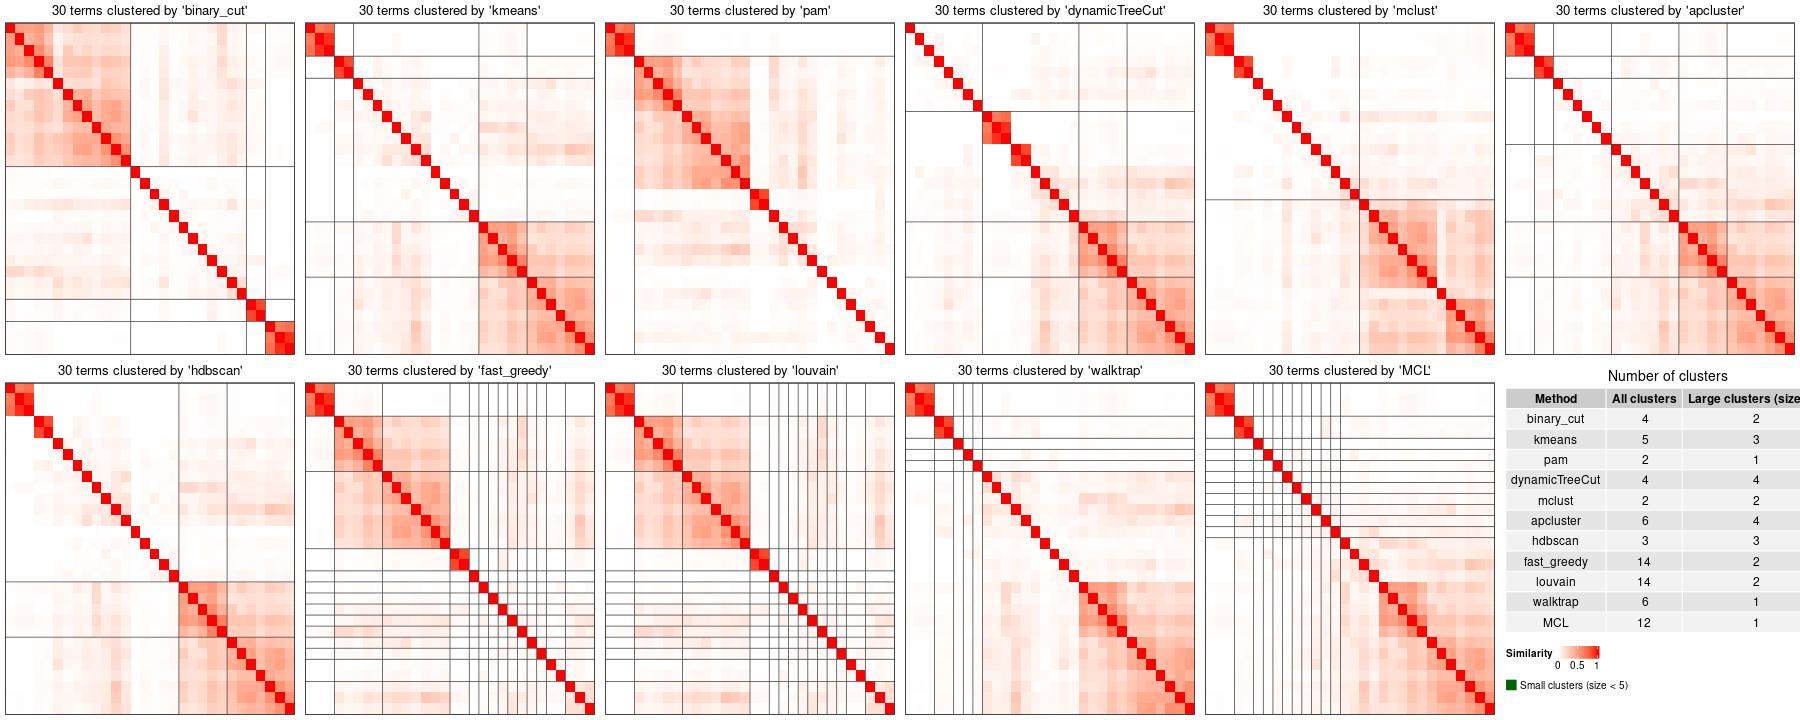 30 terms clustered by 'binary_cut'
30 terms clustered by 'kmeans'
30 terms clustered by 'pam'
30 terms clustered by 'dynamicTreeCut'
30 terms clustered by 'mclust'
30 terms clustered by 'apcluster'
30 terms clustered by 'hdbscan'
30 terms clustered by 'fast_greedy'
30 terms clustered by 'louvain'
30 terms clustered by 'walktrap'
30 terms clustered by 'MCL'
Number of clusters
Method All clusters Large clusters (size
binary_cut 4 2
kmeans 5 3
pam 2 1
dynamicTreeCut 4 4
mclust 2 2
apcluster 6 4
hdbscan 3 3
fast_greedy 14 2
louvain 14 2
walktrap 6 1
MCL 12 1
Similarity
0 0.5 1
Small clusters (size < 5)